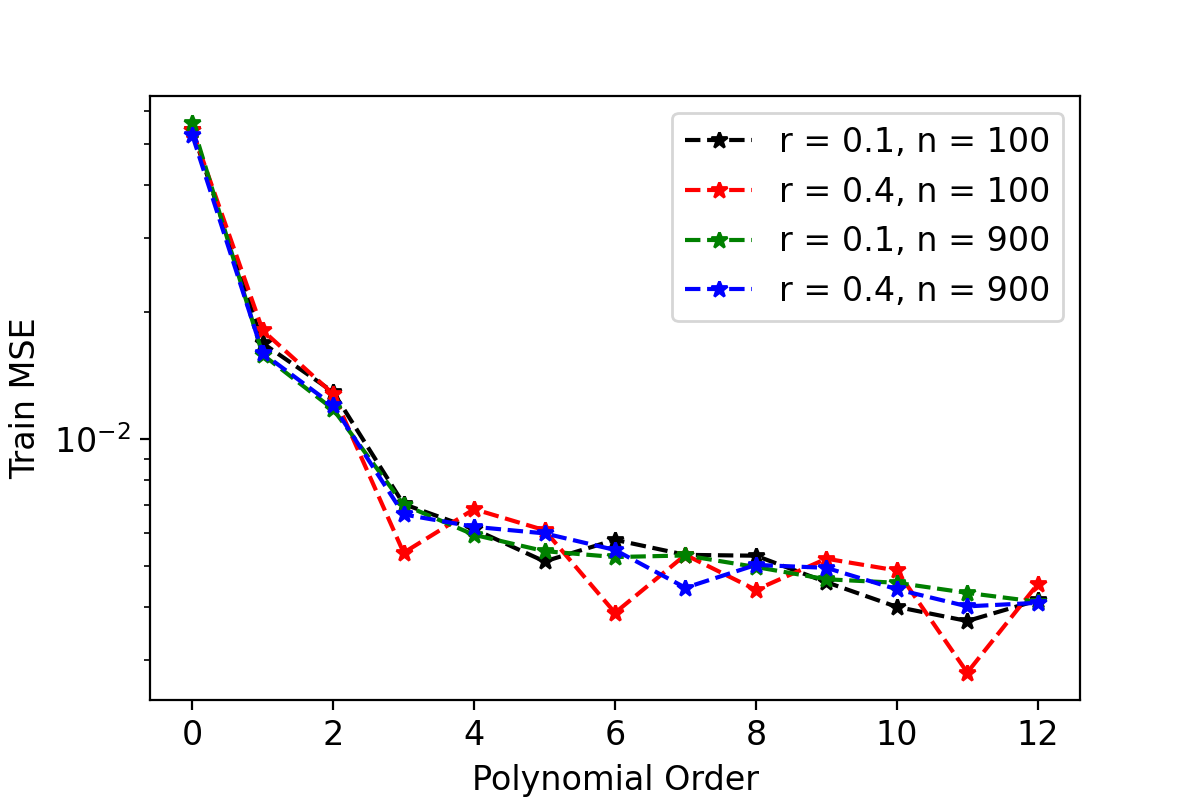 r = 0.1, n = 100
r = 0.4, n = 100
r = 0.1, n = 900
r = 0.4, n = 900
Train MSE
10⁻²
0 2 4 6 8 10 12
Polynomial Order